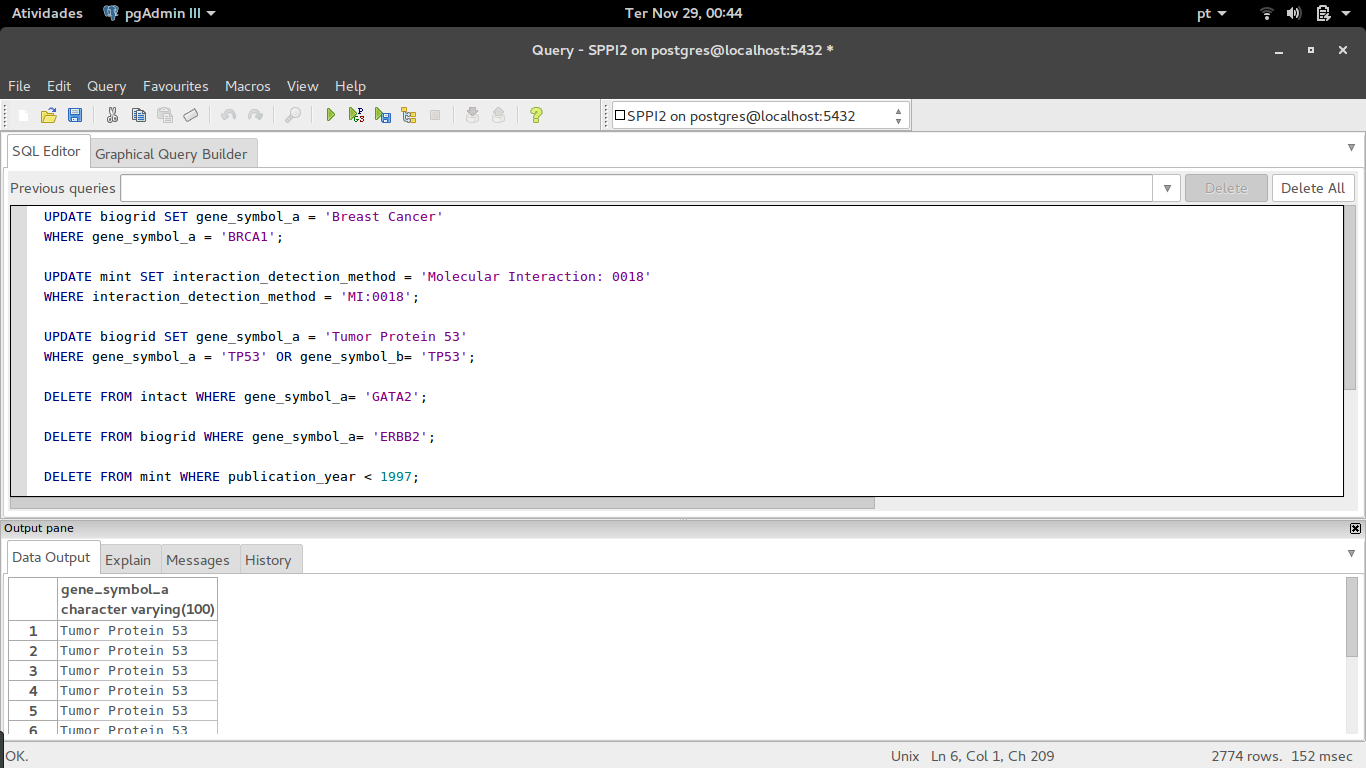 Atividades pgAdmin III Ter Nov 29, 00:44 pt
Query - SPPI2 on postgres@localhost:5432 *
File Edit Query Favourites Macros View Help
SPPI2 on postgres@localhost:5432
SQL Editor Graphical Query Builder
Previous queries Delete Delete All
UPDATE biogrid SET gene_symbol_a = 'Breast Cancer'
WHERE gene_symbol_a = 'BRCA1';
UPDATE mint SET interaction_detection_method = 'Molecular Interaction: 0018'
WHERE interaction_detection_method = 'MI:0018';
UPDATE biogrid SET gene_symbol_a = 'Tumor Protein 53'
WHERE gene_symbol_a = 'TP53' OR gene_symbol_b= 'TP53';
DELETE FROM intact WHERE gene_symbol_a= 'GATA2';
DELETE FROM biogrid WHERE gene_symbol_a= 'ERBB2';
DELETE FROM mint WHERE publication_year < 1997;
Output pane
Data Output Explain Messages History
gene_symbol_a
character varying(100)
1 Tumor Protein 53
2 Tumor Protein 53
3 Tumor Protein 53
4 Tumor Protein 53
5 Tumor Protein 53
6 Tumor Protein 53
OK. Unix Ln 6, Col 1, Ch 209 2774 rows. 152 msec